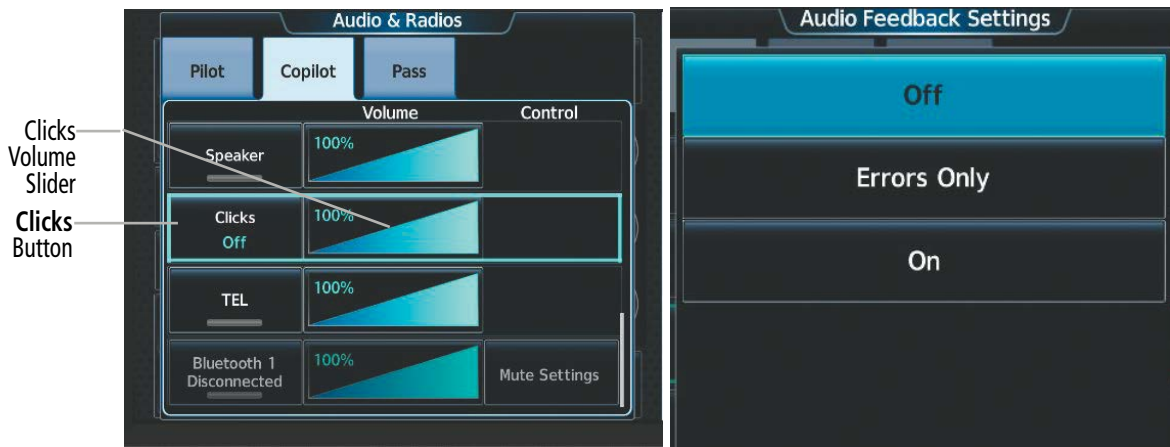 Audio & Radios
Pilot
Copilot
Pass
Volume
Control
Clicks
Volume
Slider
Clicks
Button
Speaker
100%
Clicks
Off
100%
TEL
100%
Bluetooth 1
Disconnected
100%
Mute Settings
Audio Feedback Settings
Off
Errors Only
On